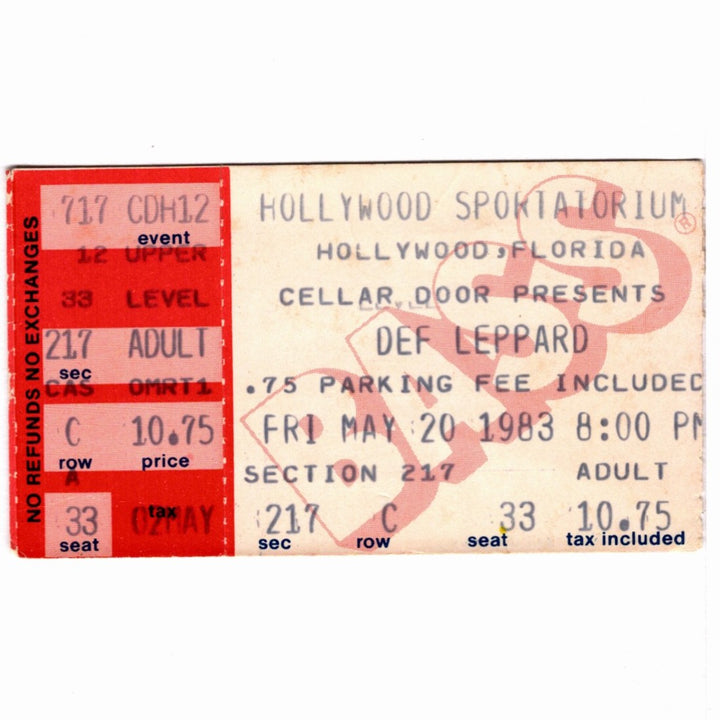 NO REFUNDS NO EXCHANGES
717 CDH12
event
12 UPPER
33 LEVEL
217 ADULT
sec
CAS OMRT1
C 10.75
row price
A
tax
33 02MAY
seat
HOLLYWOOD SPORTATORIUM
®
HOLLYWOOD, FLORIDA
CELLAR DOOR PRESENTS
DEF LEPPARD
.75 PARKING FEE INCLUDED
FRI MAY 20 1983 8:00 PM
SECTION 217 ADULT
217 C 33 10.75
sec row seat tax included
BASS